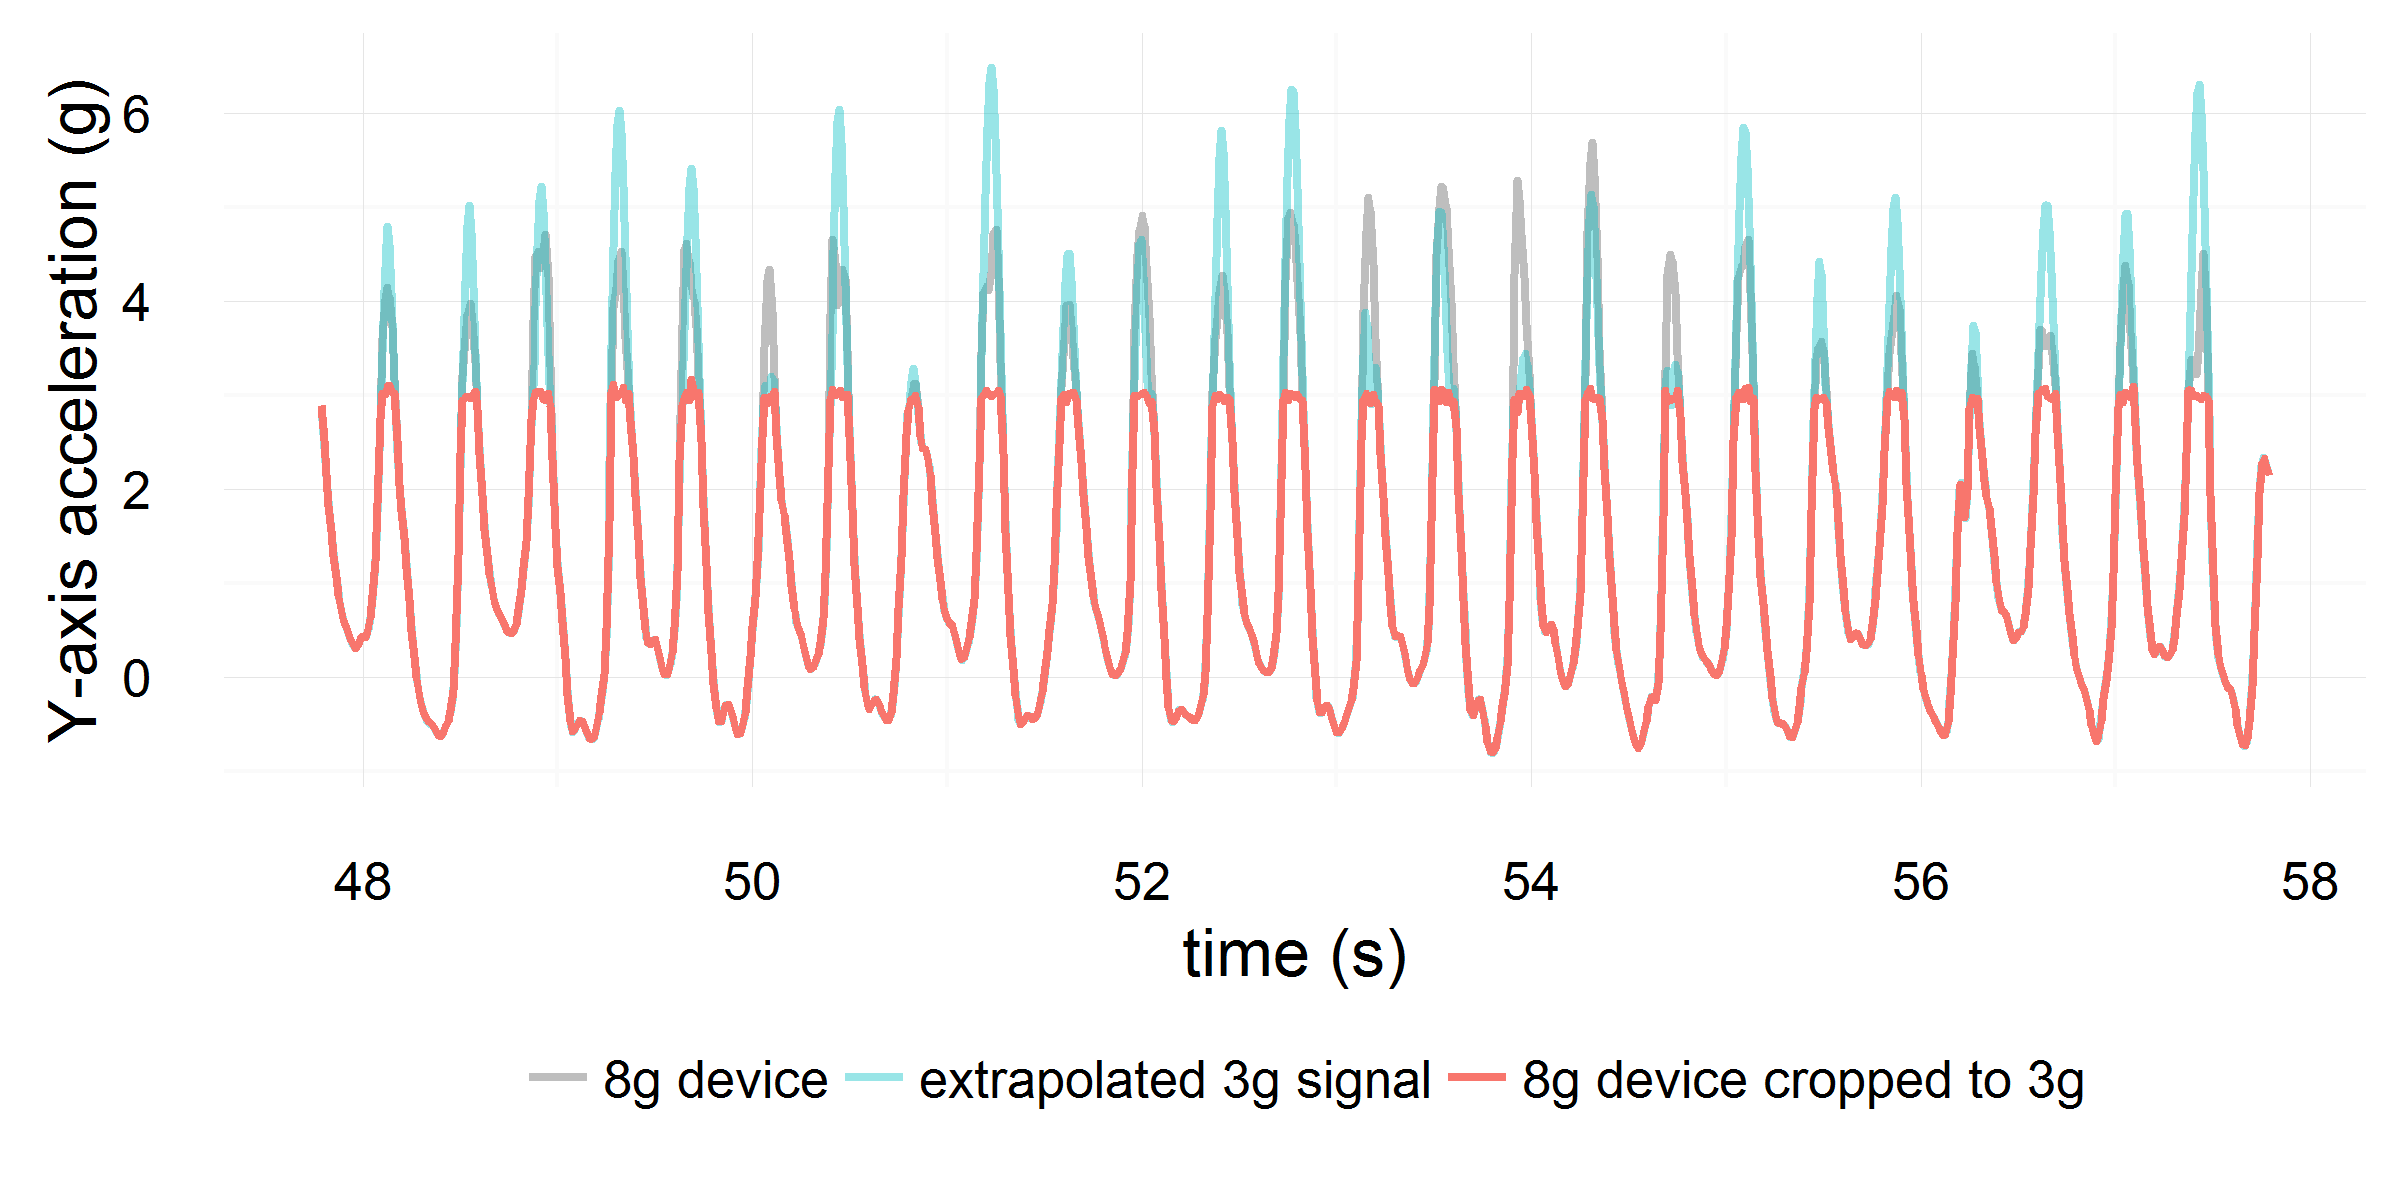 Y-axis acceleration (g)
6
4
2
0
48 50 52 54 56 58
time (s)
8g device extrapolated 3g signal 8g device cropped to 3g